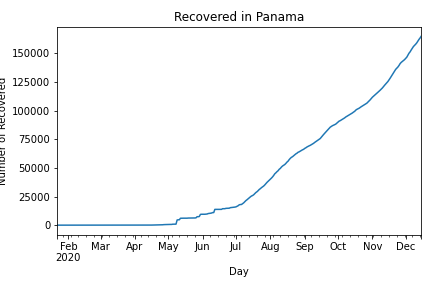 Recovered in Panama
Number of Recovered
150000
125000
100000
75000
50000
25000
0
Feb Mar Apr May Jun Jul Aug Sep Oct Nov Dec
2020
Day